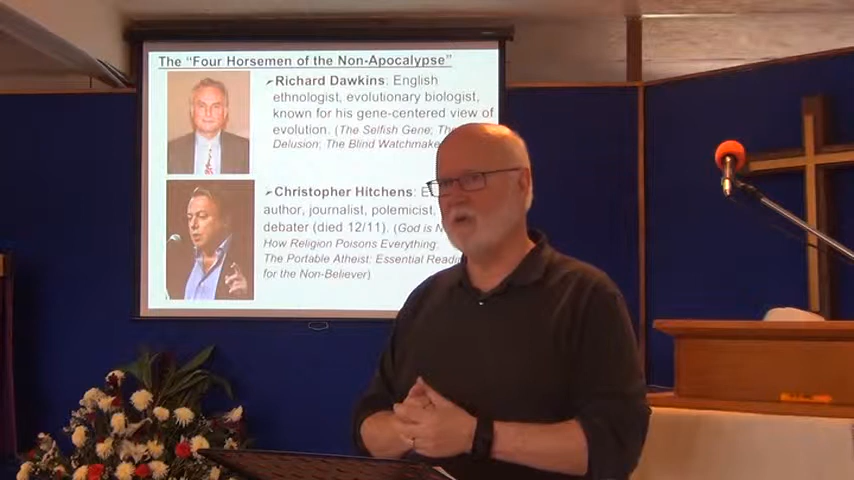 The "Four Horsemen of the Non-Apocalypse"
➢Richard Dawkins: English
ethnologist, evolutionary biologist,
known for his gene-centered view of
evolution. (The Selfish Gene; The
Delusion; The Blind Watchmaker
➢Christopher Hitchens:
author, journalist, polemicist,
debater (died 12/11). (God is
How Religion Poisons Everything:
The Portable Atheist: Essential
for the Non-Believer)